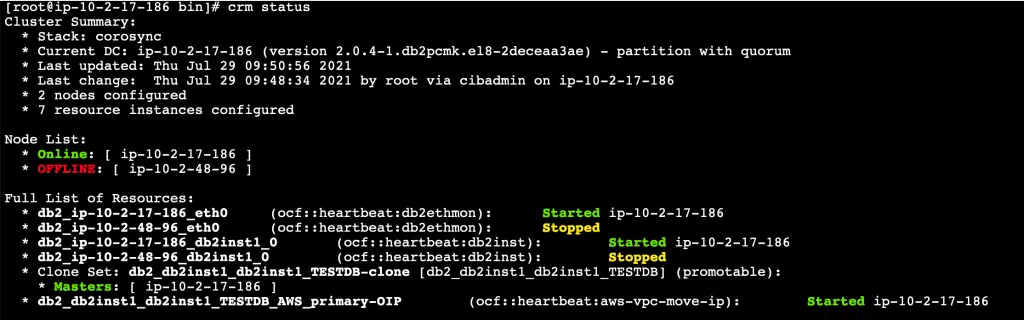 [root@ip-10-2-17-186 bin]# crm status
Cluster Summary:
  * Stack: corosync
  * Current DC: ip-10-2-17-186 (version 2.0.4-1.db2pcmk.el8-2deceaa3ae) - partition with quorum
  * Last updated: Thu Jul 29 09:50:56 2021
  * Last change:  Thu Jul 29 09:48:34 2021 by root via cibadmin on ip-10-2-17-186
  * 2 nodes configured
  * 7 resource instances configured

Node List:
  * Online: [ ip-10-2-17-186 ]
  * OFFLINE: [ ip-10-2-48-96 ]

Full List of Resources:
  * db2_ip-10-2-17-186_eth0	(ocf::heartbeat:db2ethmon):	Started ip-10-2-17-186
  * db2_ip-10-2-48-96_eth0	(ocf::heartbeat:db2ethmon):	Stopped
  * db2_ip-10-2-17-186_db2inst1_0	(ocf::heartbeat:db2inst):	Started ip-10-2-17-186
  * db2_ip-10-2-48-96_db2inst1_0	(ocf::heartbeat:db2inst):	Stopped
  * Clone Set: db2_db2inst1_db2inst1_TESTDB-clone [db2_db2inst1_db2inst1_TESTDB] (promotable):
    * Masters: [ ip-10-2-17-186 ]
  * db2_db2inst1_db2inst1_TESTDB_AWS_primary-OIP	(ocf::heartbeat:aws-vpc-move-ip):	Started ip-10-2-17-186